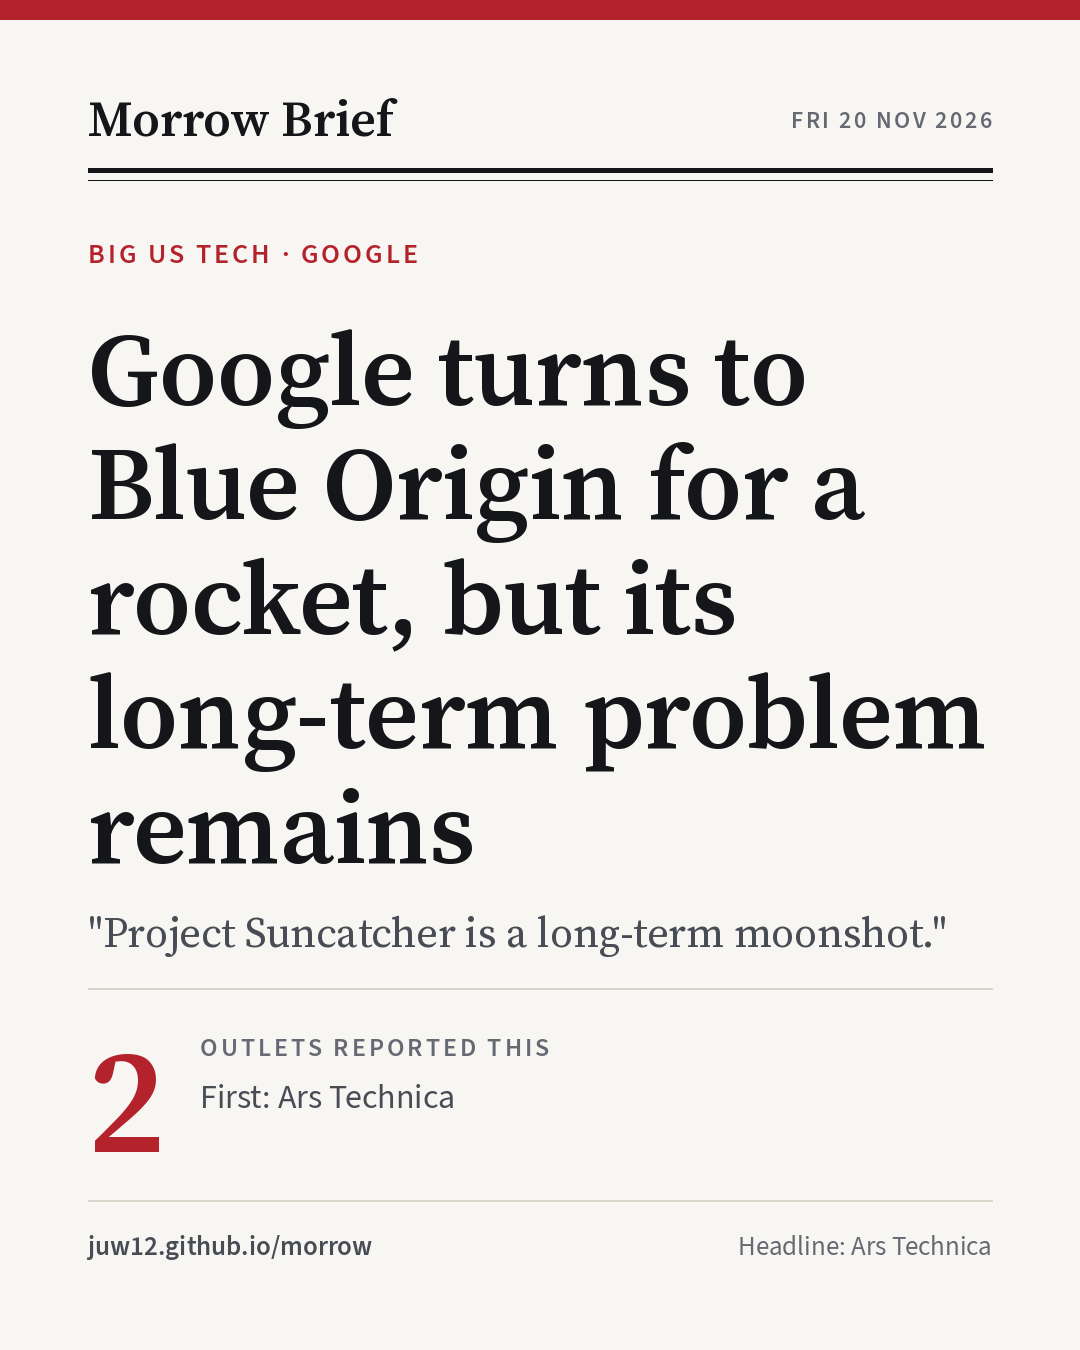 Morrow Brief
FRI 20 NOV 2026
BIG US TECH · GOOGLE
Google turns to
Blue Origin for a
rocket, but its
long-term problem
remains
"Project Suncatcher is a long-term moonshot."
2
OUTLETS REPORTED THIS
First: Ars Technica
juw12.github.io/morrow
Headline: Ars Technica